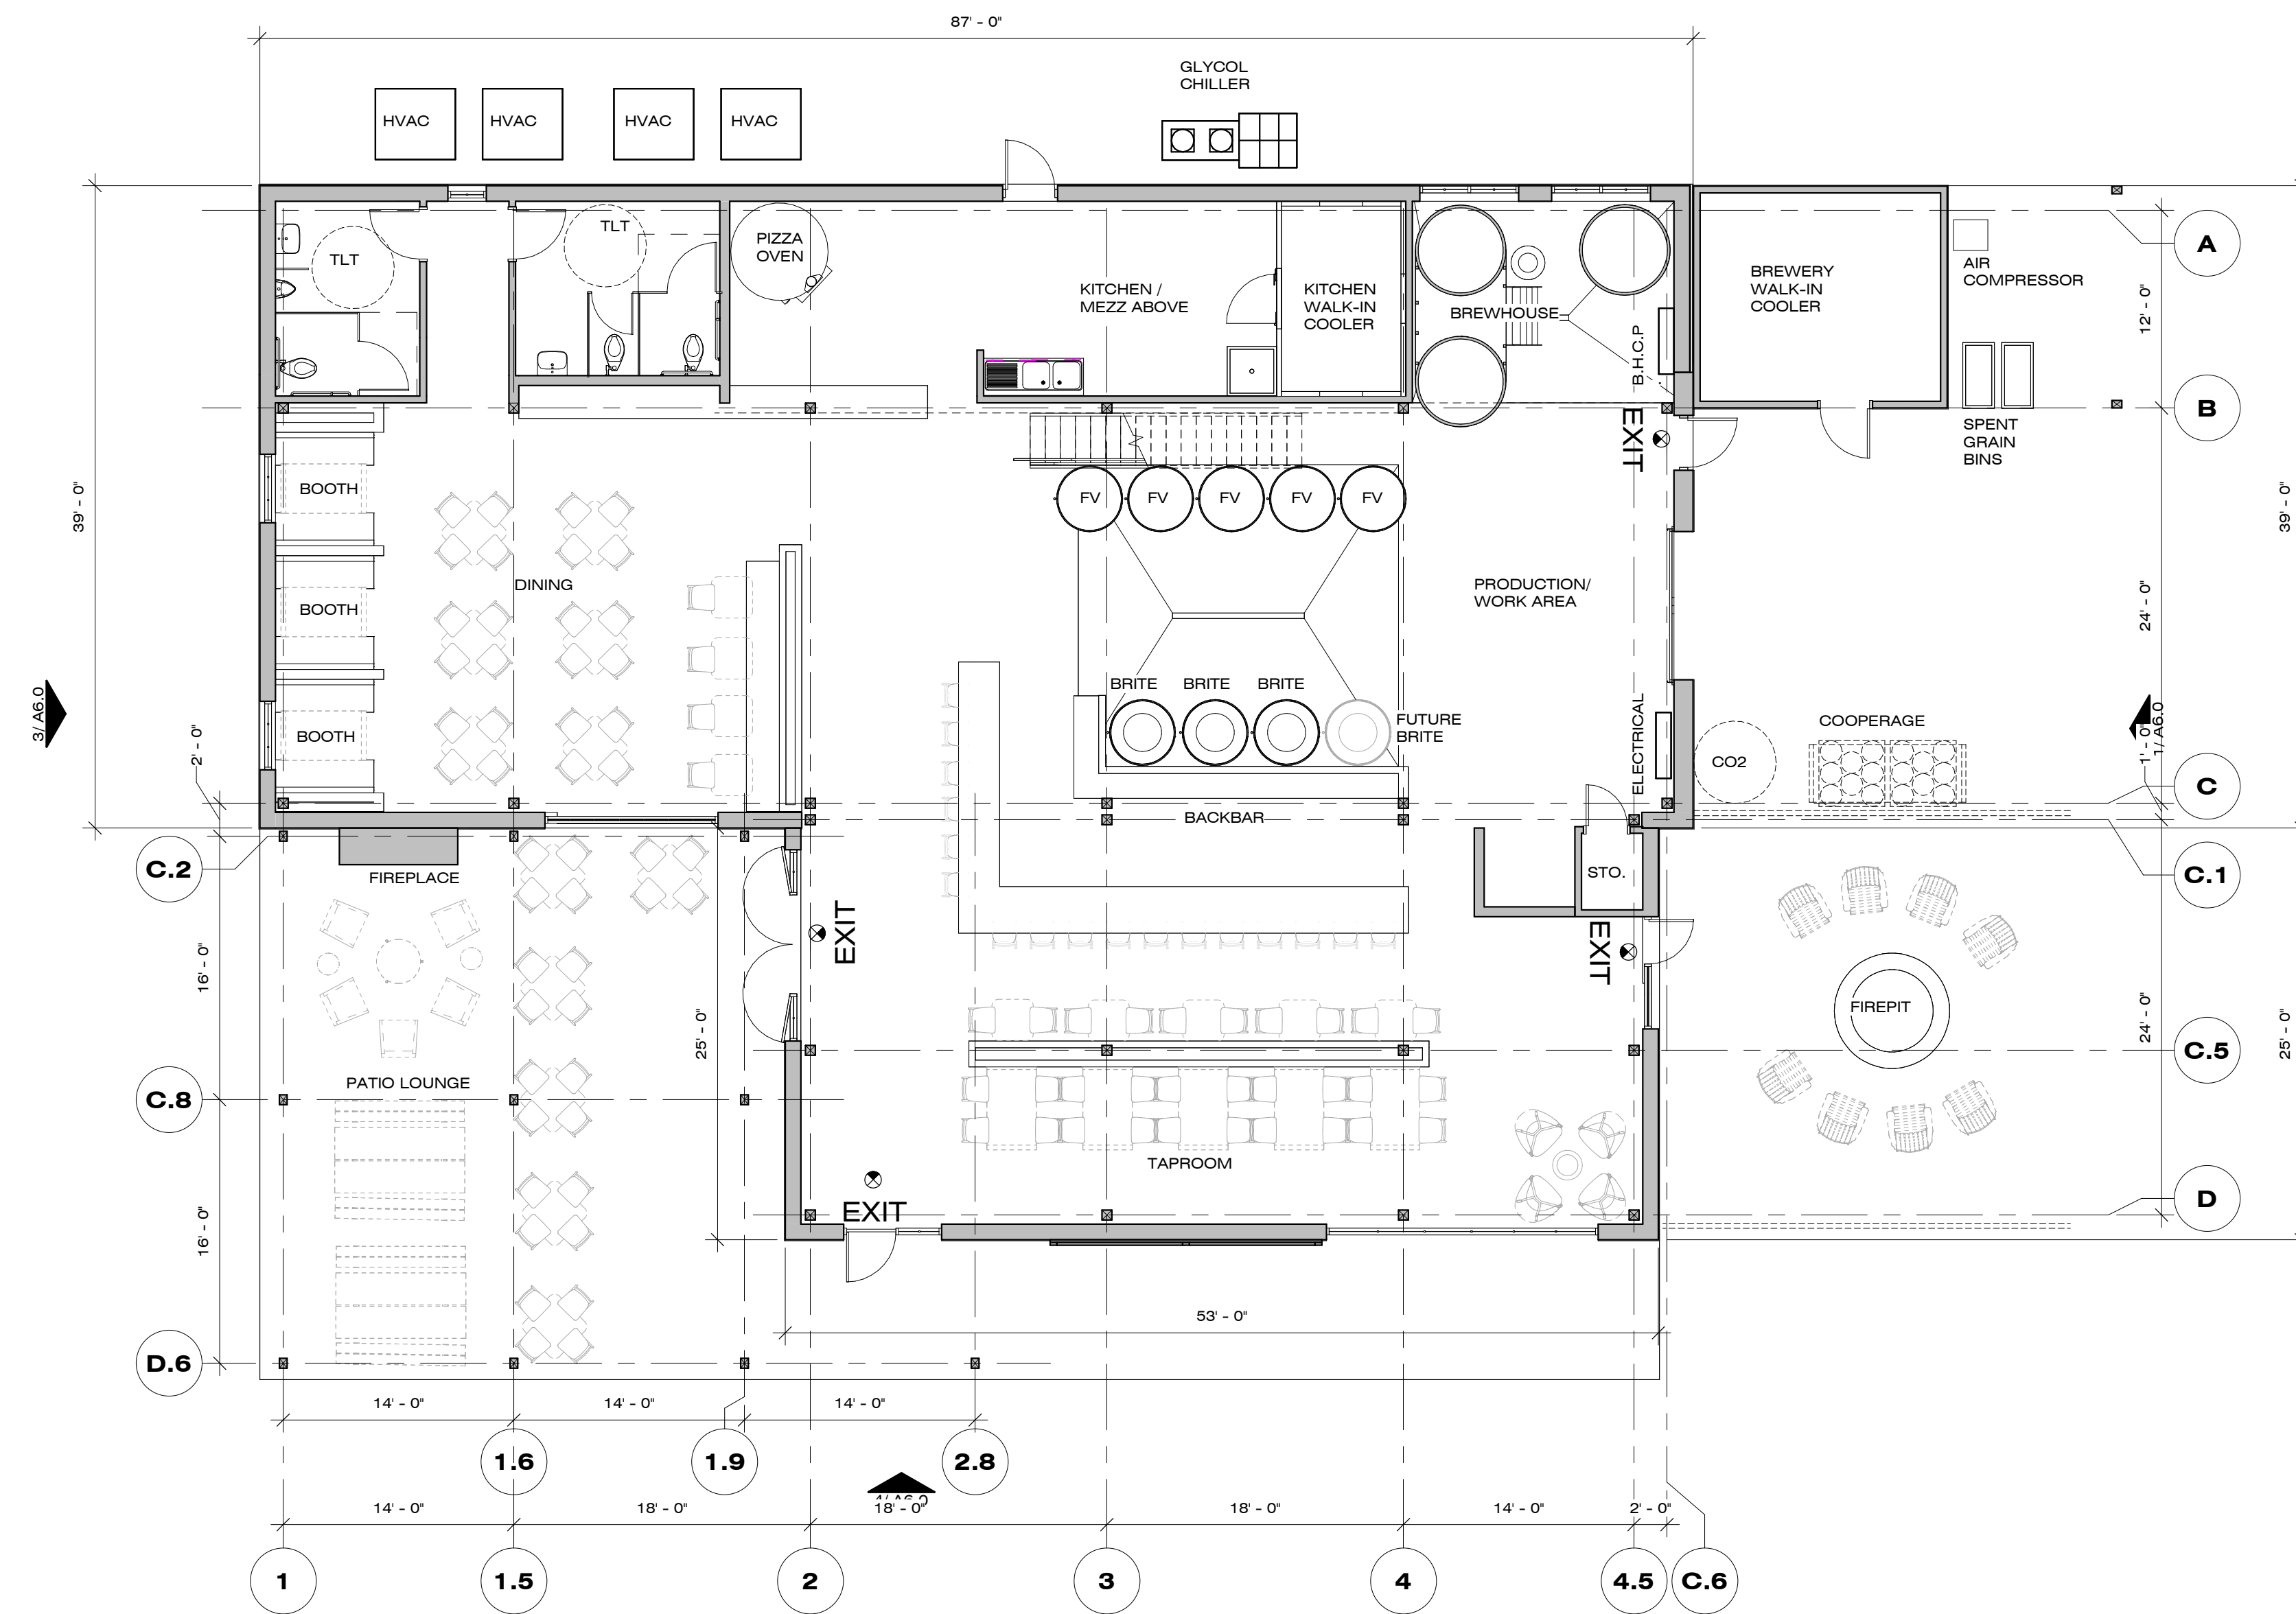 87' - 0"
GLYCOL
CHILLER
HVAC
HVAC
HVAC
HVAC
TLT
TLT
PIZZA
OVEN
KITCHEN /
MEZZ ABOVE
KITCHEN
WALK-IN
COOLER
BREWHOUSE
B.H.C.P
BREWERY
WALK-IN
COOLER
AIR
COMPRESSOR
SPENT
GRAIN
BINS
A
12' - 0"
B
39' - 0"
39' - 0"
24' - 0"
EXIT
BOOTH
BOOTH
BOOTH
DINING
FV
FV
FV
FV
FV
PRODUCTION/
WORK AREA
BRITE
BRITE
BRITE
FUTURE
BRITE
ELECTRICAL
CO2
COOPERAGE
3/ A6.0
1/ A6.0
1' - 0"
2' - 0"
C
BACKBAR
C.2
FIREPLACE
STO.
C.1
EXIT
EXIT
16' - 0"
25' - 0"
FIREPIT
24' - 0"
25' - 0"
C.5
PATIO LOUNGE
C.8
TAPROOM
EXIT
D
16' - 0"
53' - 0"
D.6
14' - 0"
14' - 0"
14' - 0"
1.6
1.9
2.8
4/ A6.0
14' - 0"
18' - 0"
18' - 0"
18' - 0"
14' - 0"
2' - 0"
1
1.5
2
3
4
4.5
C.6